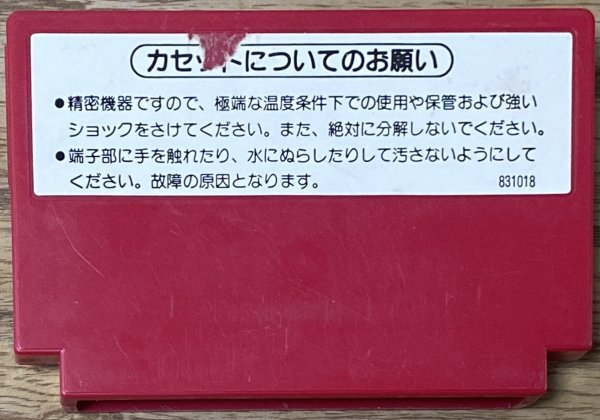 カセットについてのお願い
●精密機器ですので、極端な温度条件下での使用や保管および強い
ショックをさけてください。また、絶対に分解しないでください。
●端子部に手を触れたり、水にぬらしたりして汚さないようにして
ください。故障の原因となります。
831018